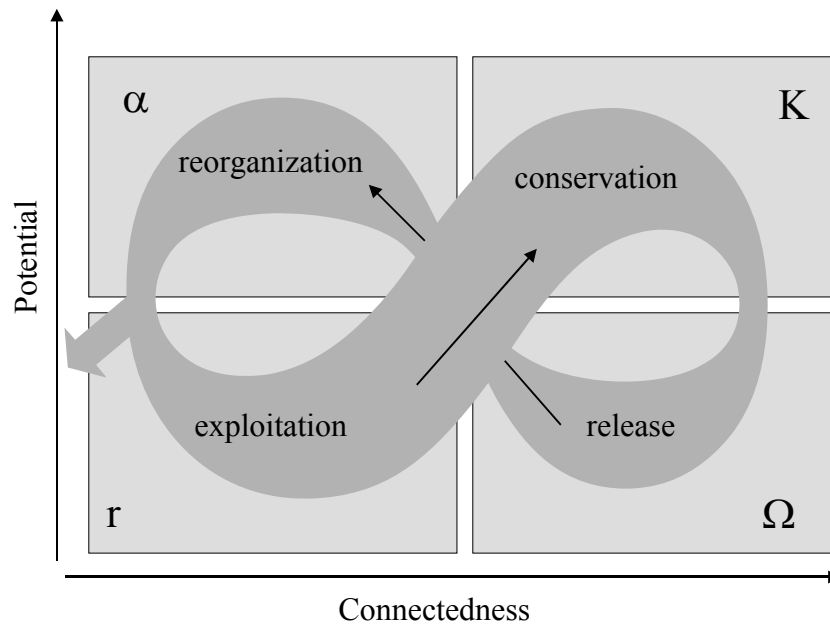 α
K
reorganization
conservation
Potential
exploitation
release
r
Ω
Connectedness